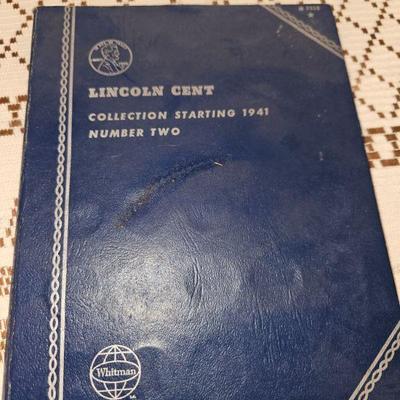 LINCOLN CENT
COLLECTION STARTING 1941
NUMBER TWO
Whitman